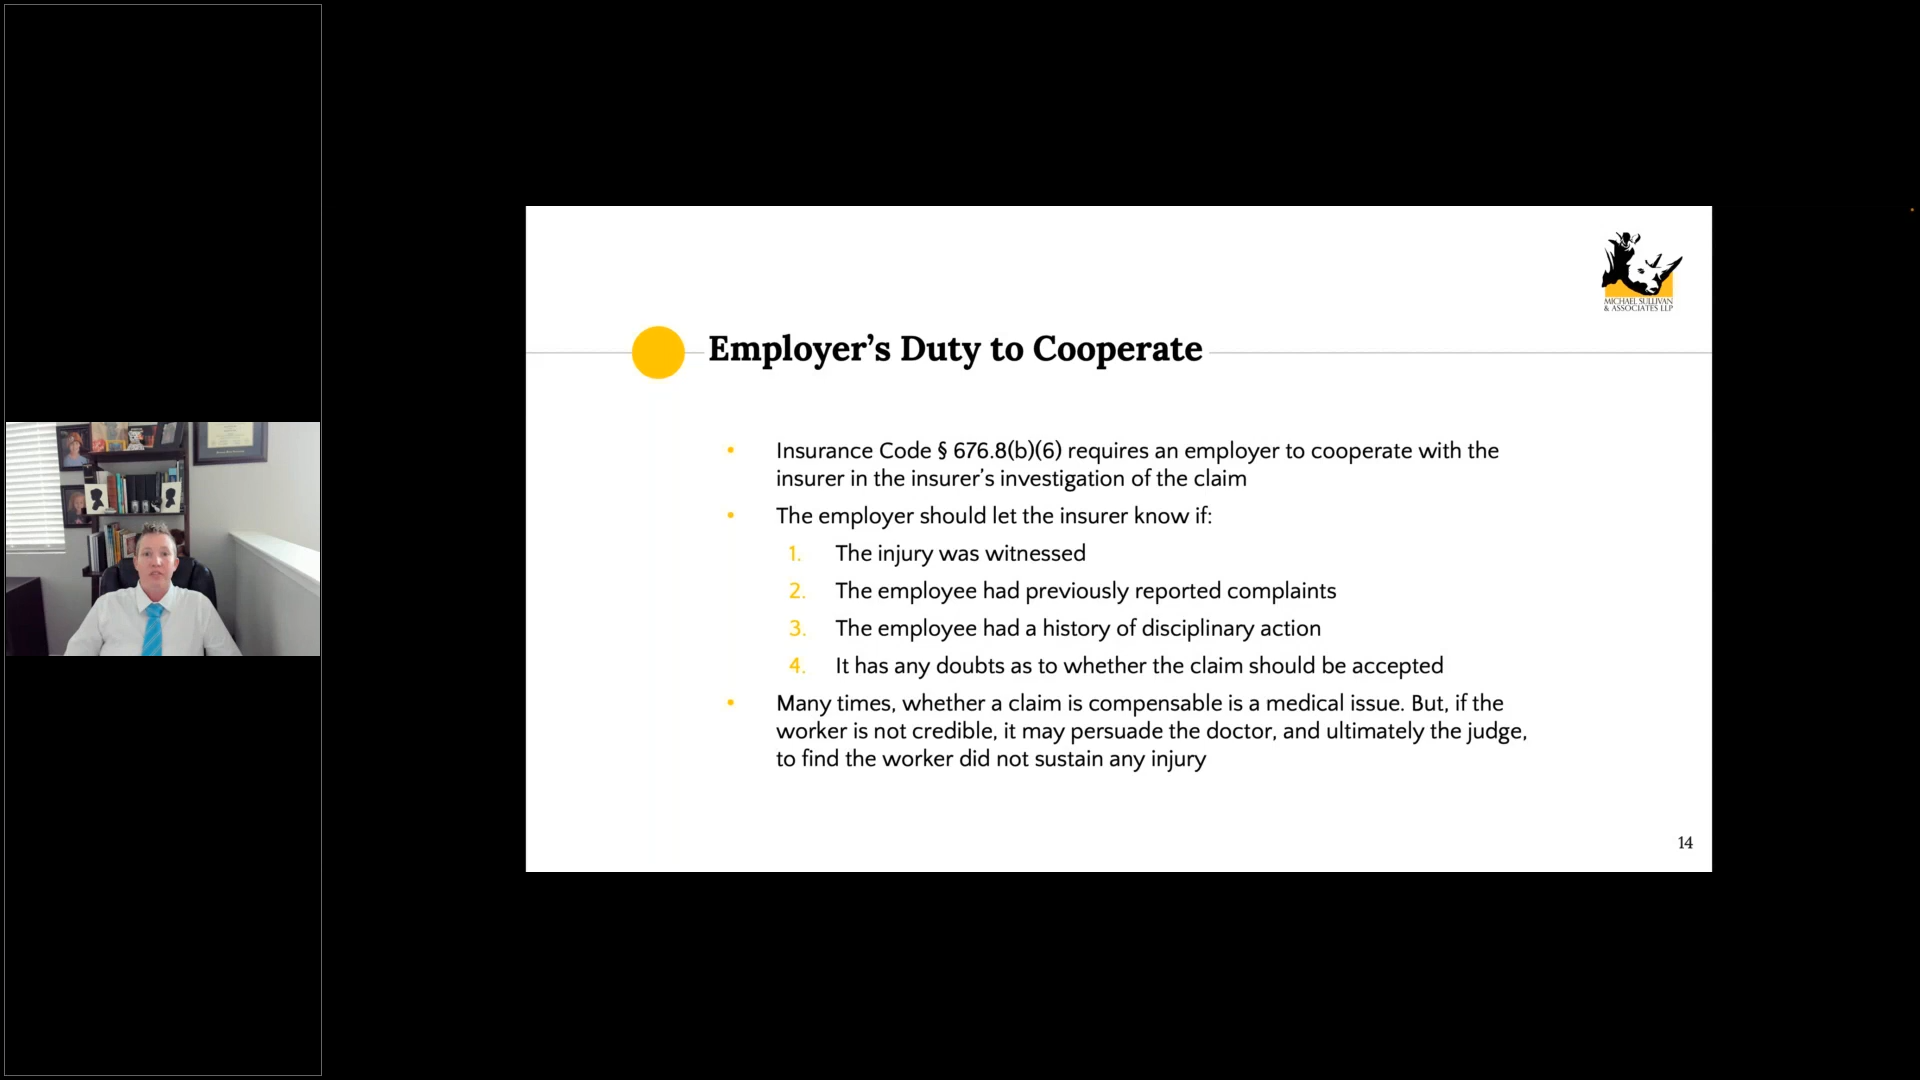 MICHAEL SULLIVAN
& ASSOCIATES LLP
Employer’s Duty to Cooperate
• Insurance Code § 676.8(b)(6) requires an employer to cooperate with the
insurer in the insurer’s investigation of the claim
• The employer should let the insurer know if:
1. The injury was witnessed
2. The employee had previously reported complaints
3. The employee had a history of disciplinary action
4. It has any doubts as to whether the claim should be accepted
• Many times, whether a claim is compensable is a medical issue. But, if the
worker is not credible, it may persuade the doctor, and ultimately the judge,
to find the worker did not sustain any injury
14